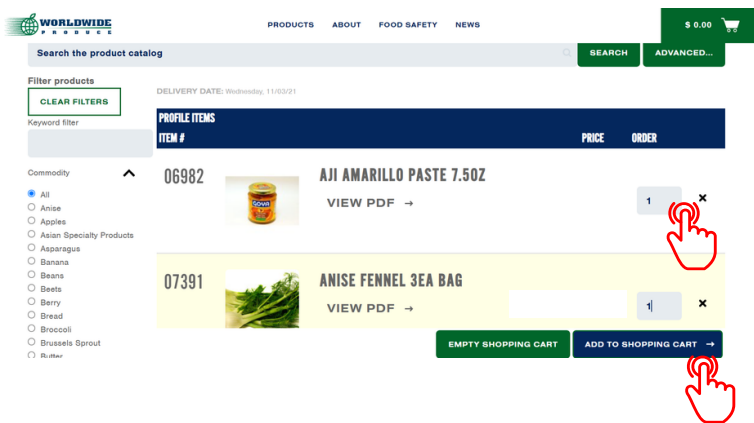 WORLDWIDE
PRODUCE
PRODUCTS ABOUT FOOD SAFETY NEWS
$ 0.00
Search the product catalog
SEARCH
ADVANCED...
Filter products
CLEAR FILTERS
Keyword filter
Commodity
All
Anise
Apples
Asian Specialty Products
Asparagus
Banana
Beans
Beets
Berry
Bread
Broccoli
Brussels Sprout
Butter
DELIVERY DATE: Wednesday, 11/03/21
PROFILE ITEMS
ITEM # PRICE ORDER
06982
GOYA
AJI AMARILLO PASTE 7.5OZ
VIEW PDF →
1 ×
07391
ANISE FENNEL 3EA BAG
VIEW PDF →
1 ×
EMPTY SHOPPING CART
ADD TO SHOPPING CART →